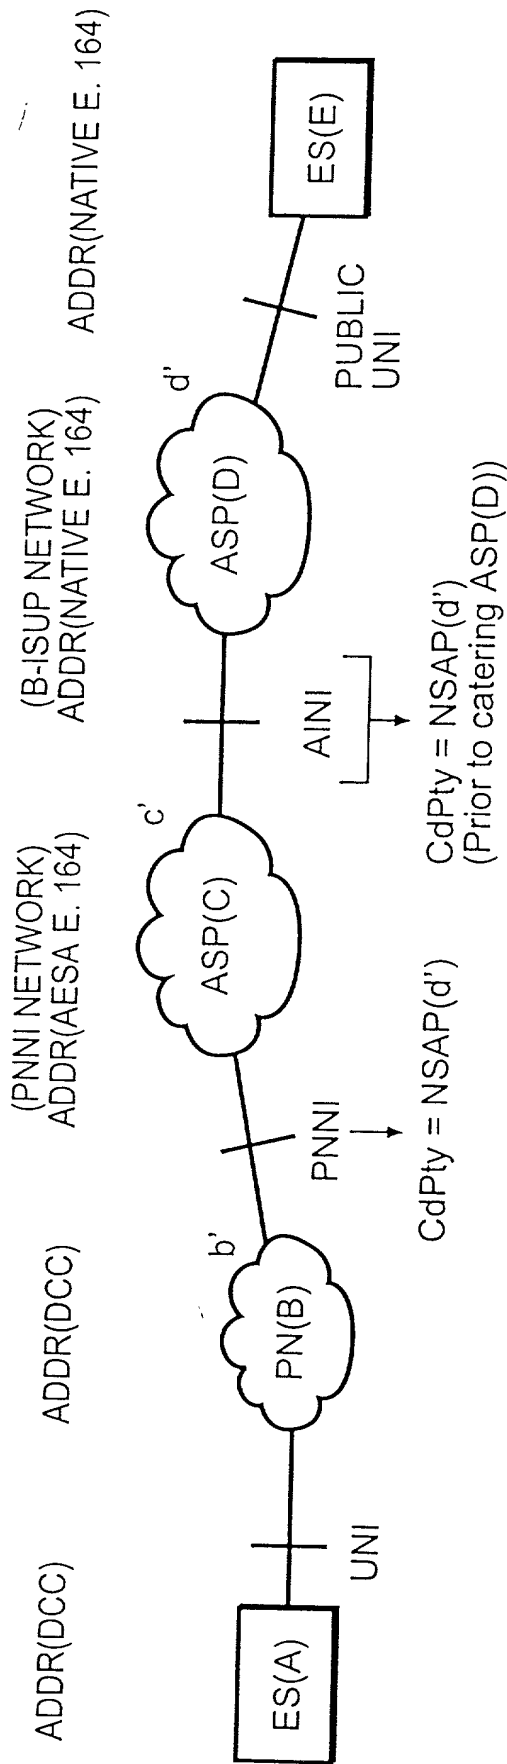 ADDR(DCC)
ADDR(DCC)
(PNNI NETWORK)
ADDR(AESA E. 164)
(B-ISUP NETWORK)
ADDR(NATIVE E. 164)
ADDR(NATIVE E. 164)
b'
c'
d'
ES(A)
PN(B)
ASP(C)
ASP(D)
ES(E)
UNI
PNNI
AINI
PUBLIC
UNI
CdPty = NSAP(d')
CdPty = NSAP(d')
(Prior to catering ASP(D))